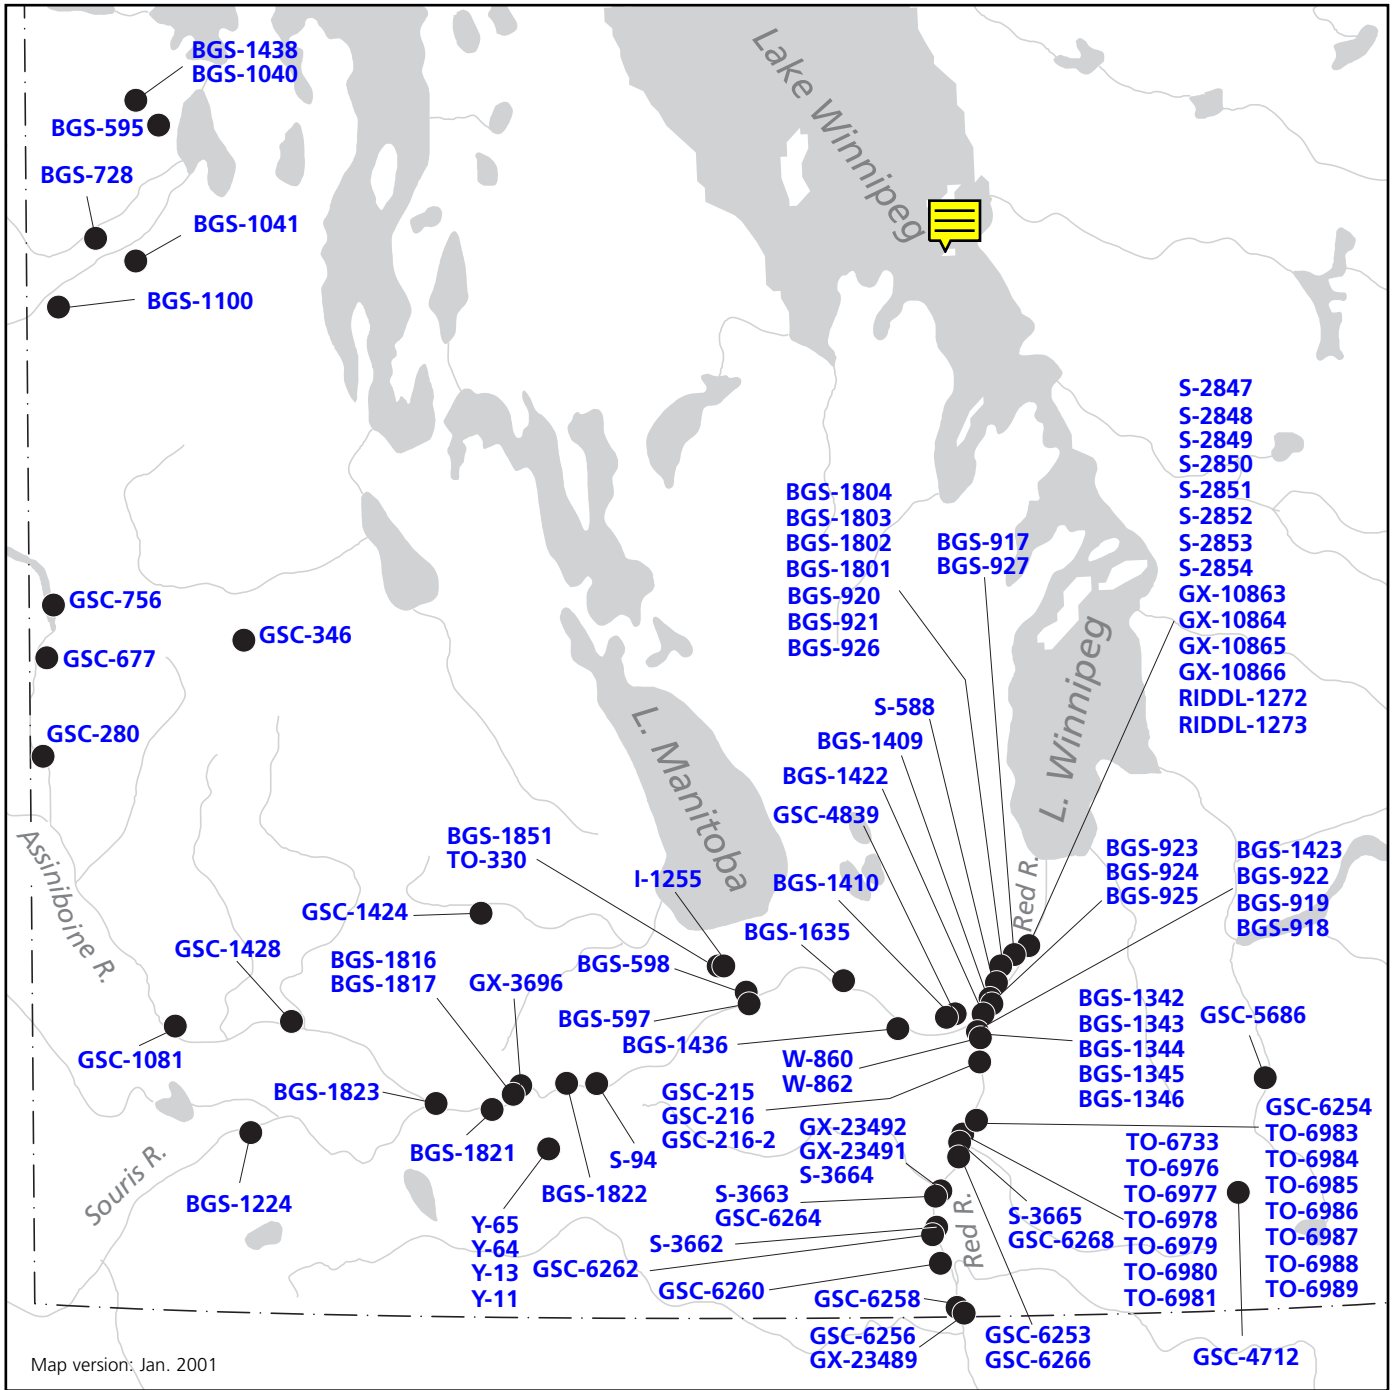 BGS-1438
BGS-1040
BGS-595
BGS-728
BGS-1041
BGS-1100
Lake Winnipeg
S-2847
S-2848
S-2849
S-2850
S-2851
S-2852
S-2853
S-2854
GX-10863
GX-10864
GX-10865
GX-10866
RIDDL-1272
RIDDL-1273
BGS-1804
BGS-1803
BGS-1802
BGS-1801
BGS-920
BGS-921
BGS-926
BGS-917
BGS-927
GSC-756
GSC-346
GSC-677
GSC-280
L. Manitoba
L. Winnipeg
S-588
BGS-1409
BGS-1422
GSC-4839
BGS-1851
TO-330
I-1255
BGS-1410
BGS-923
BGS-924
BGS-925
BGS-1423
BGS-922
BGS-919
BGS-918
Assiniboine R.
Red R.
GSC-1424
BGS-1635
GSC-1428
BGS-1816
BGS-1817
GX-3696
BGS-598
BGS-597
BGS-1436
GSC-1081
W-860
W-862
BGS-1342
BGS-1343
BGS-1344
BGS-1345
BGS-1346
GSC-5686
BGS-1823
GSC-215
GSC-216
GSC-216-2
GX-23492
GX-23491
S-3664
GSC-6254
TO-6983
TO-6984
TO-6985
TO-6986
TO-6987
TO-6988
TO-6989
TO-6733
TO-6976
TO-6977
TO-6978
TO-6979
TO-6980
TO-6981
BGS-1821
S-94
BGS-1822
Souris R.
BGS-1224
S-3663
GSC-6264
S-3665
GSC-6268
Red R.
Y-65
Y-64
Y-13
Y-11
S-3662
GSC-6262
GSC-6260
GSC-6258
GSC-6256
GX-23489
GSC-6253
GSC-6266
GSC-4712
Map version: Jan. 2001